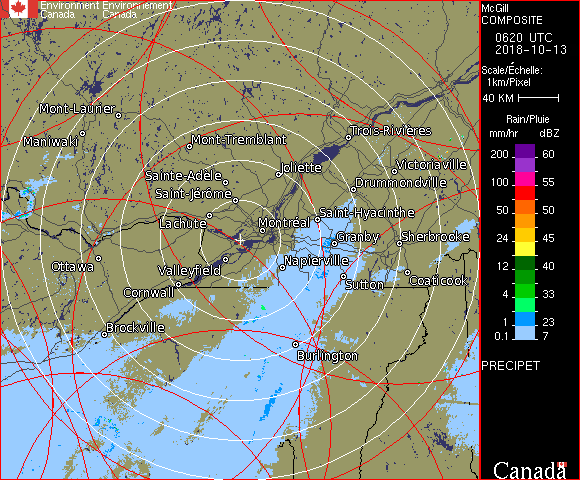 Environment Environnement
Canada Canada
McGill
COMPOSITE
0620 UTC
2018-10-13
Scale/Échelle:
1km/Pixel
40 KM
Rain/Pluie
mm/hr dBZ
200 60
150 57
100 55
50 50
24 45
12 40
4 33
1 23
0.1 7
PRECIPET
Canada
Mont-Laurier
Maniwaki
Mont-Tremblant
Trois-Rivières
Sainte-Adèle
Joliette
Victoriaville
Saint-Jérôme
Drummondville
Lachute
Montréal
Saint-Hyacinthe
Granby
Sherbrooke
Ottawa
Valleyfield
Napierville
Cornwall
Sutton
Coaticook
Brockville
Burlington